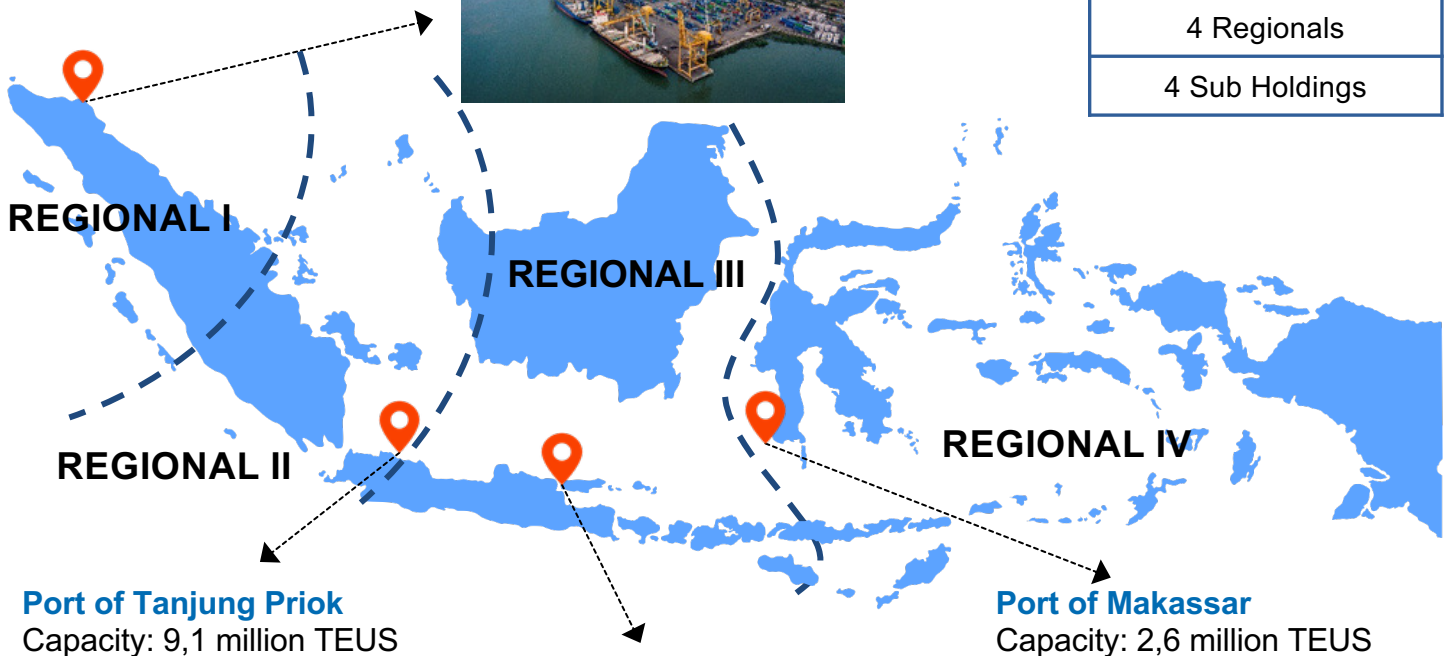 4 Regionals
4 Sub Holdings
REGIONAL I
REGIONAL III
REGIONAL IV
REGIONAL II
Port of Tanjung Priok
Capacity: 9,1 million TEUS
Port of Makassar
Capacity: 2,6 million TEUS